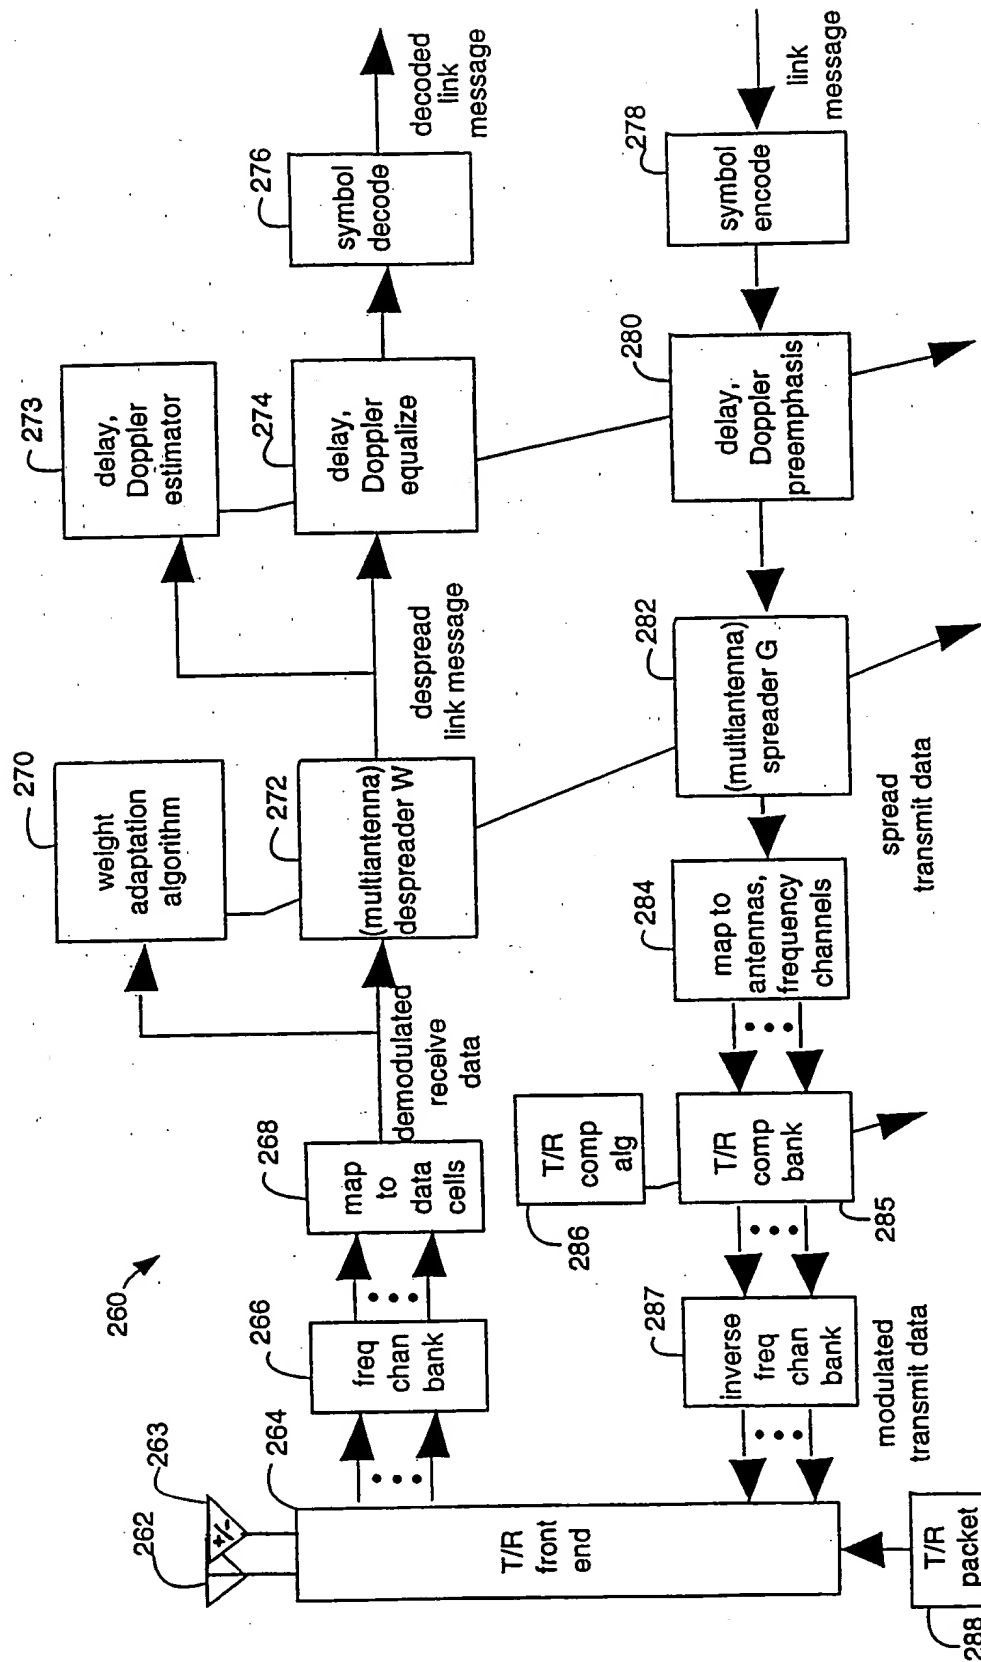 260
262
263
+/-
264
T/R
front
end
266
freq
chan
bank
268
map
to
data
cells
demodulated
receive
data
270
weight
adaptation
algorithm
272
(multiantenna)
despreader W
despread
link message
273
delay,
Doppler
estimator
274
delay,
Doppler
equalize
276
symbol
decode
decoded
link
message
link
message
278
symbol
encode
280
delay,
Doppler
preemphasis
282
(multiantenna)
spreader G
spread
transmit data
284
map to
antennas,
frequency
channels
T/R
comp
bank
285
T/R
comp
alg
286
287
inverse
freq
chan
bank
modulated
transmit data
T/R
packet
288